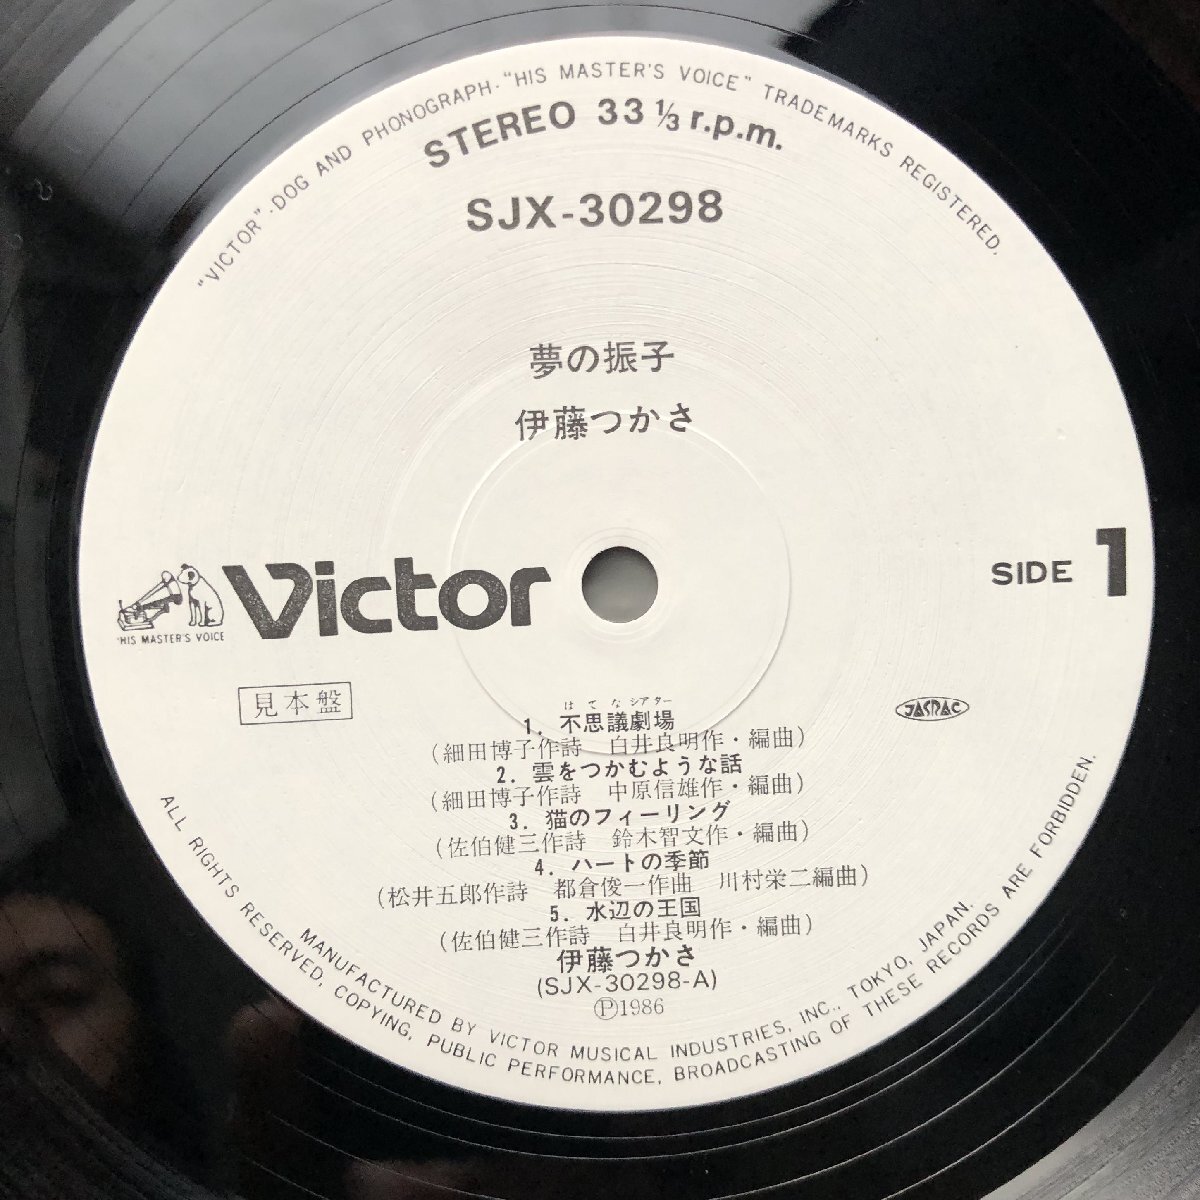 "VICTOR"·DOG AND PHONOGRAPH·"HIS MASTER'S VOICE" TRADEMARKS REGISTERED.
STEREO 33 1/3 r.p.m.
SJX-30298
夢の振子
伊藤つかさ
Victor
'HIS MASTER'S VOICE
SIDE 1
見本盤
JASRAC
はてなシアター
1. 不思議劇場
(細田博子作詩 白井良明作・編曲)
2. 雲をつかむような話
(細田博子作詩 中原信雄作・編曲)
3. 猫のフィーリング
(佐伯健三作詩 鈴木智文作・編曲)
4. ハートの季節
(松井五郎作詩 都倉俊一作曲 川村栄二編曲)
5. 水辺の王国
(佐伯健三作詩 白井良明作・編曲)
伊藤つかさ
(SJX-30298-A)
Ⓟ1986
MANUFACTURED BY VICTOR MUSICAL INDUSTRIES, INC., TOKYO, JAPAN.
ALL RIGHTS RESERVED, COPYING, PUBLIC PERFORMANCE, BROADCASTING OF THESE RECORDS ARE FORBIDDEN.